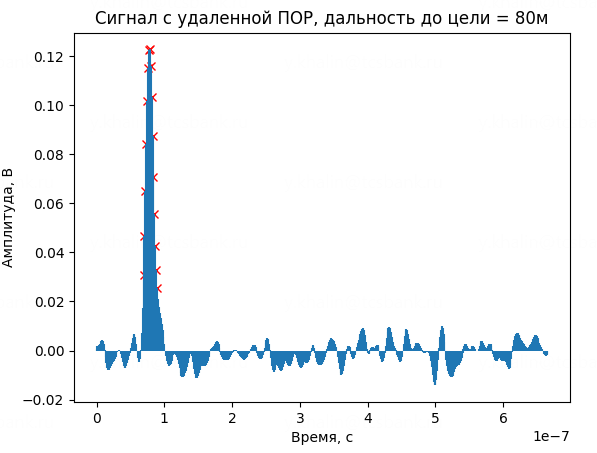 Сигнал с удаленной ПОР, дальность до цели = 80м
Амплитуда, В
0.12
0.10
0.08
0.06
0.04
0.02
0.00
−0.02
0 1 2 3 4 5 6
1e−7
Время, с